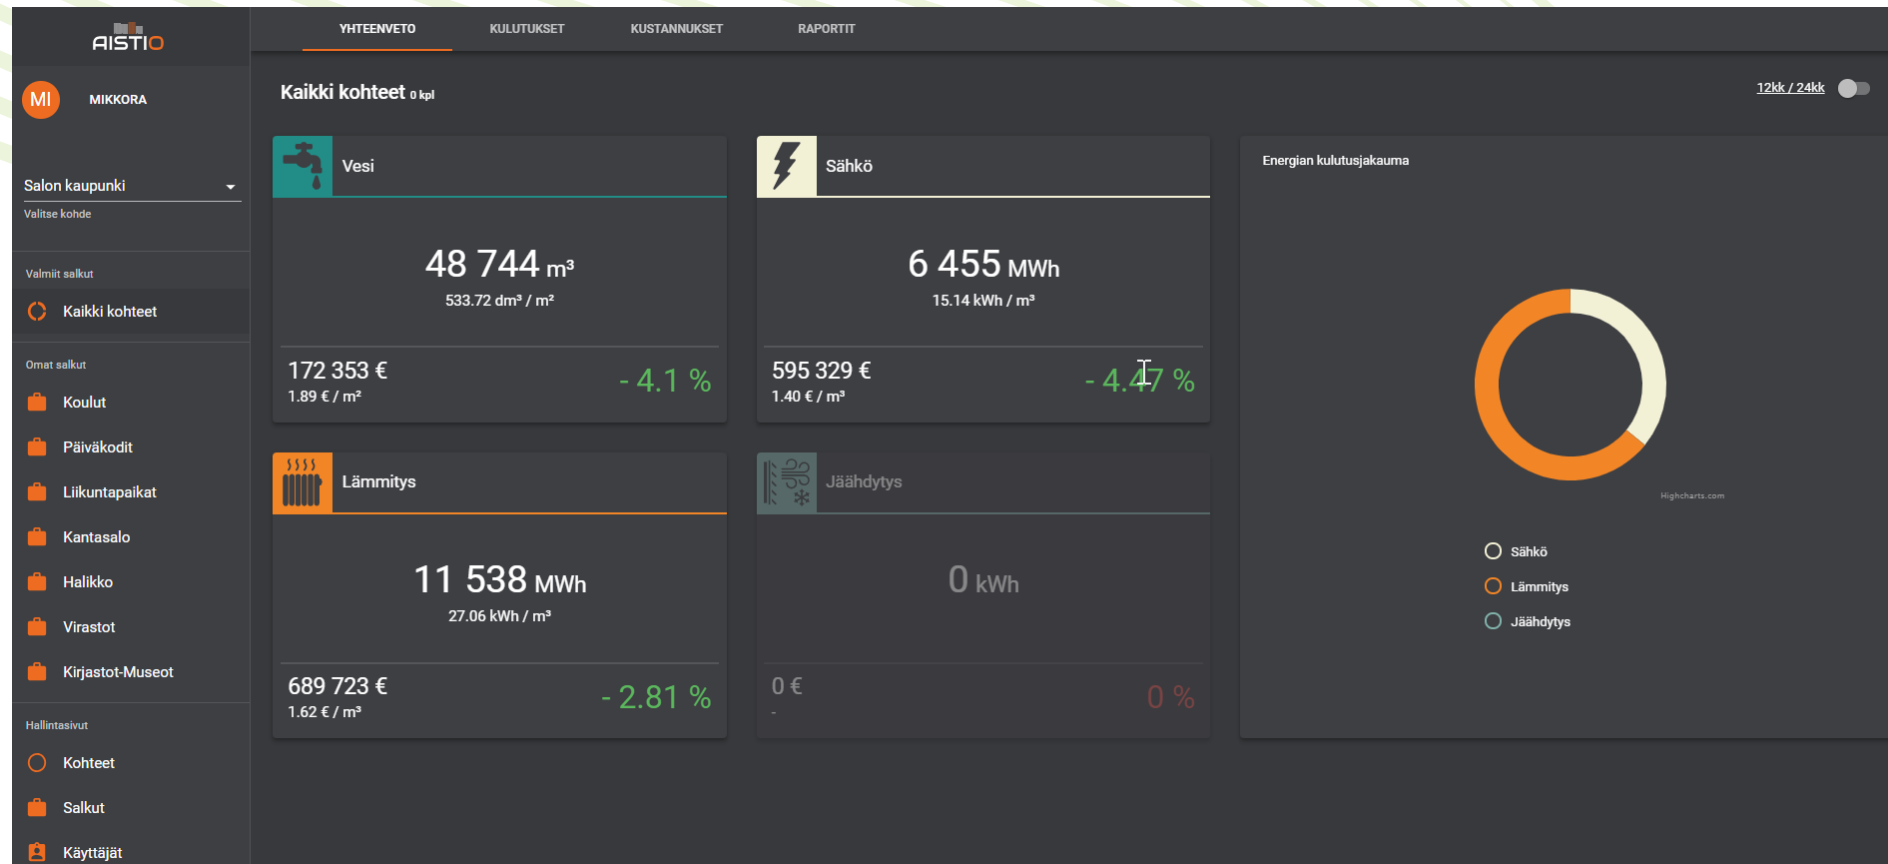 AISTIO
MI
MIKKORA
Salon kaupunki
Valitse kohde
Valmiit salkut
Kaikki kohteet
Omat salkut
Koulut
Päiväkodit
Liikuntapaikat
Kantasalo
Halikko
Virastot
Kirjastot-Museot
Hallintasivut
Kohteet
Salkut
Käyttäjät
YHTEENVETO KULUTUKSET KUSTANNUKSET RAPORTIT
Kaikki kohteet 0 kpl
12kk / 24kk
Vesi
48 744 m³
533.72 dm³ / m²
172 353 €
1.89 € / m²
- 4.1 %
Sähkö
6 455 MWh
15.14 kWh / m³
595 329 €
1.40 € / m³
- 4.47 %
Lämmitys
11 538 MWh
27.06 kWh / m³
689 723 €
1.62 € / m³
- 2.81 %
Jäähdytys
0 kWh
0 €
-
0 %
Energian kulutusjakauma
Highcharts.com
Sähkö
Lämmitys
Jäähdytys